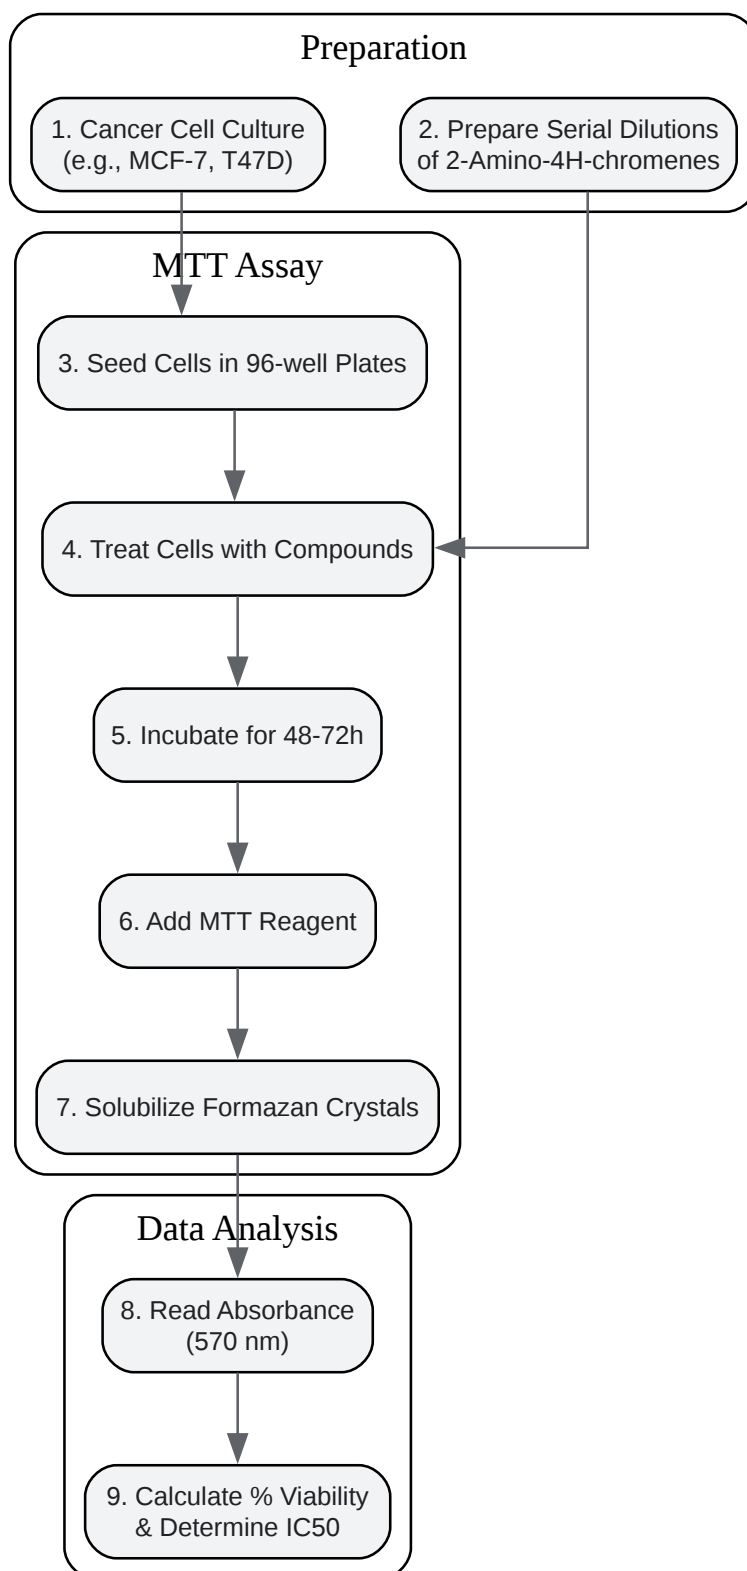 Preparation
1. Cancer Cell Culture
(e.g., MCF-7, T47D)
2. Prepare Serial Dilutions
of 2-Amino-4H-chromenes
MTT Assay
3. Seed Cells in 96-well Plates
4. Treat Cells with Compounds
5. Incubate for 48-72h
6. Add MTT Reagent
7. Solubilize Formazan Crystals
Data Analysis
8. Read Absorbance
(570 nm)
9. Calculate % Viability
& Determine IC50